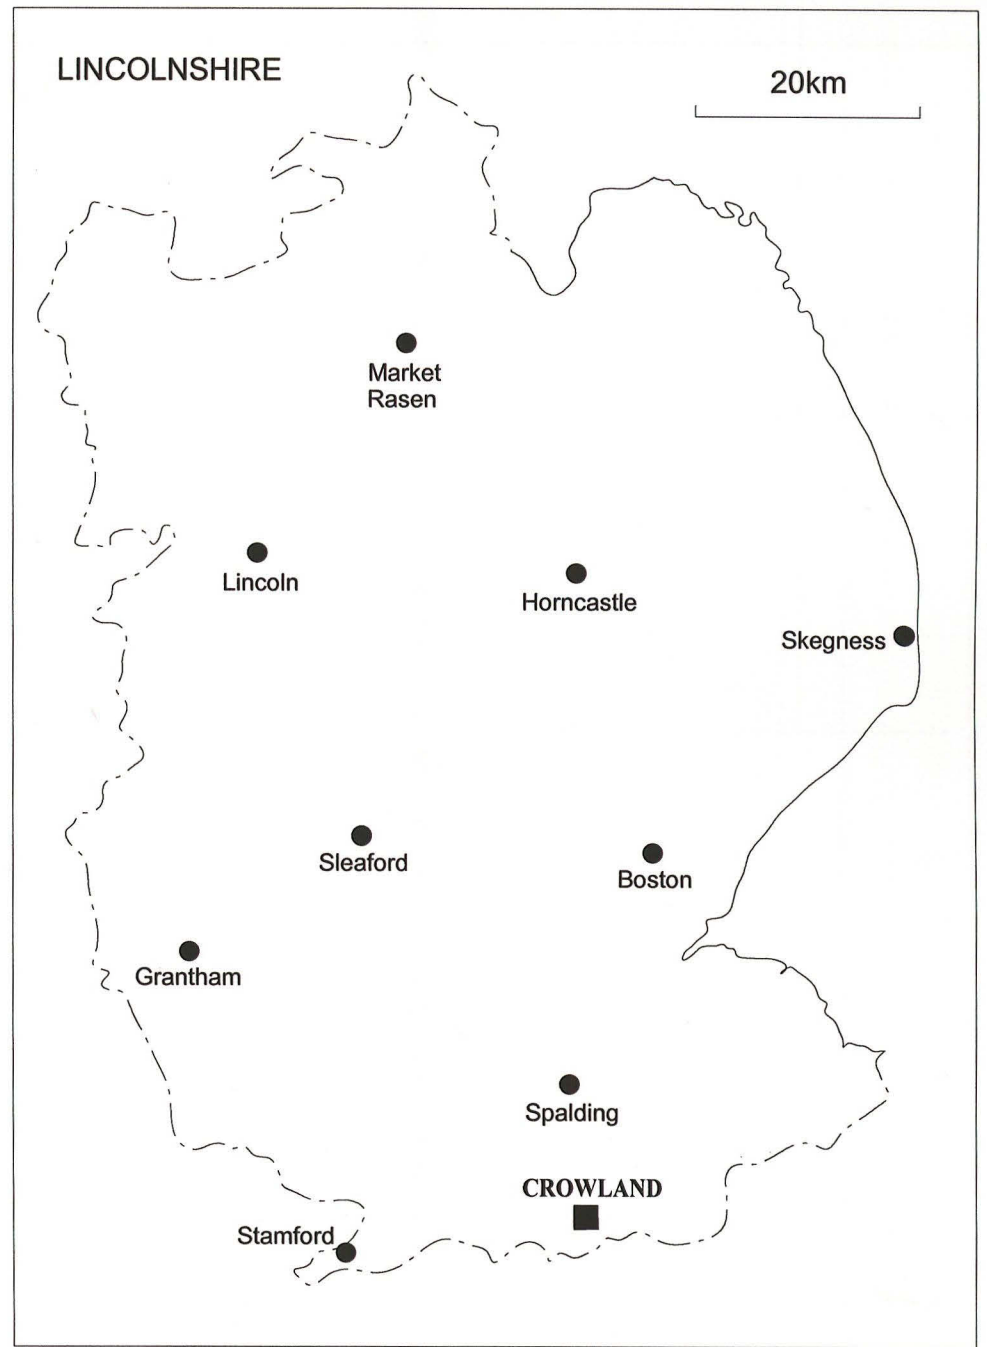 LINCOLNSHIRE
20km
Market
Rasen
Lincoln
Horncastle
Skegness
Sleaford
Boston
Grantham
Spalding
CROWLAND
Stamford